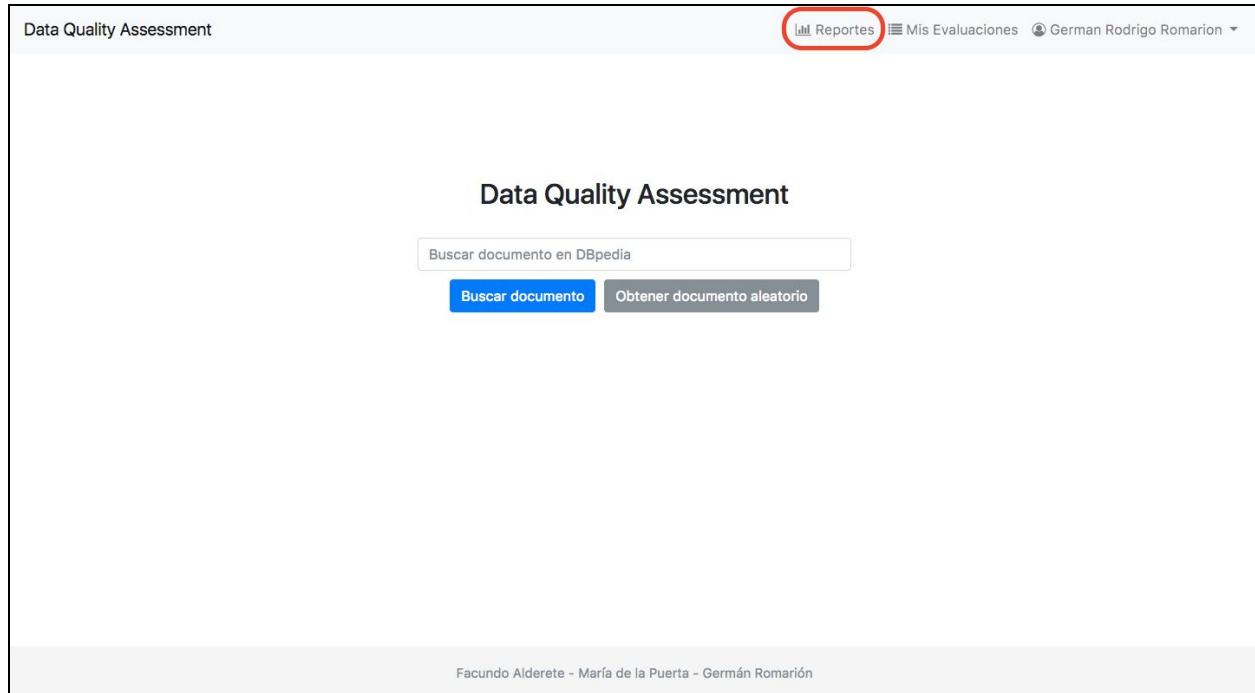 Data Quality Assessment Reportes Mis Evaluaciones German Rodrigo Romarion
Data Quality Assessment
Buscar documento en DBpedia
Buscar documento Obtener documento aleatorio
Facundo Alderete - María de la Puerta - Germán Romarión